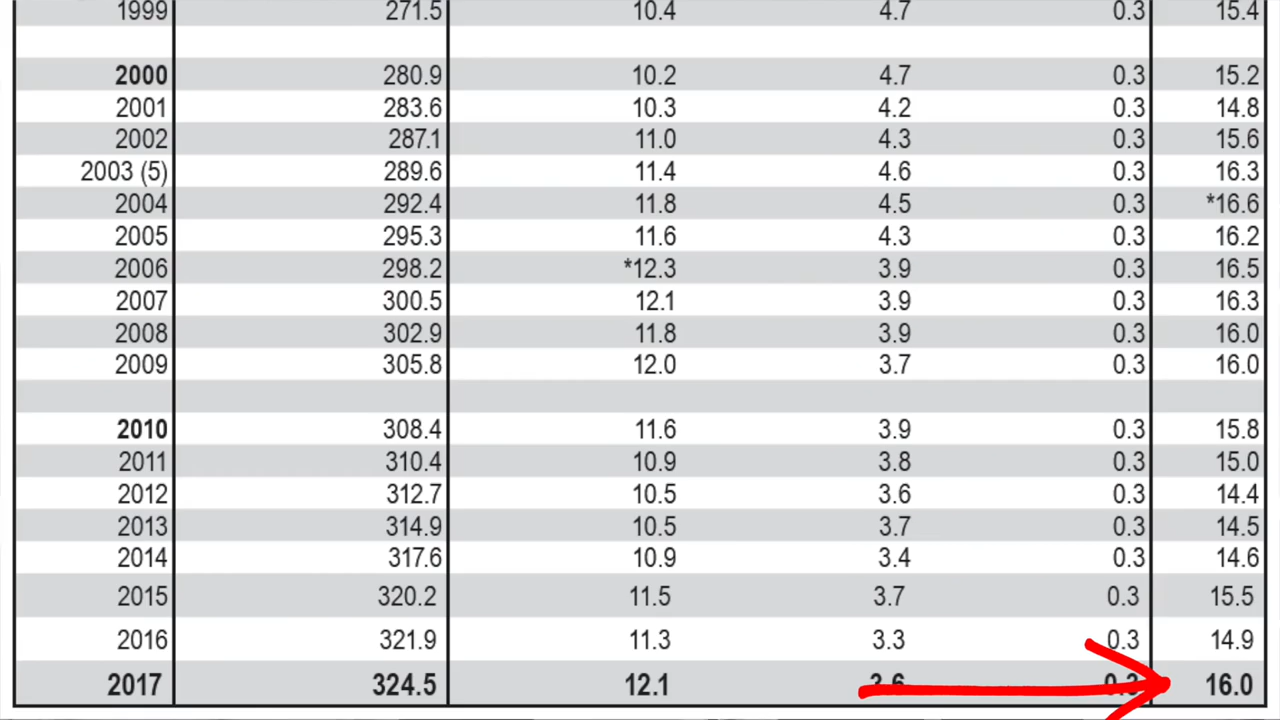 1999 271.5 10.4 4.7 0.3 15.4
2000 280.9 10.2 4.7 0.3 15.2
2001 283.6 10.3 4.2 0.3 14.8
2002 287.1 11.0 4.3 0.3 15.6
2003 (5) 289.6 11.4 4.6 0.3 16.3
2004 292.4 11.8 4.5 0.3 *16.6
2005 295.3 11.6 4.3 0.3 16.2
2006 298.2 *12.3 3.9 0.3 16.5
2007 300.5 12.1 3.9 0.3 16.3
2008 302.9 11.8 3.9 0.3 16.0
2009 305.8 12.0 3.7 0.3 16.0
2010 308.4 11.6 3.9 0.3 15.8
2011 310.4 10.9 3.8 0.3 15.0
2012 312.7 10.5 3.6 0.3 14.4
2013 314.9 10.5 3.7 0.3 14.5
2014 317.6 10.9 3.4 0.3 14.6
2015 320.2 11.5 3.7 0.3 15.5
2016 321.9 11.3 3.3 0.3 14.9
2017 324.5 12.1 3.6 0.3 16.0